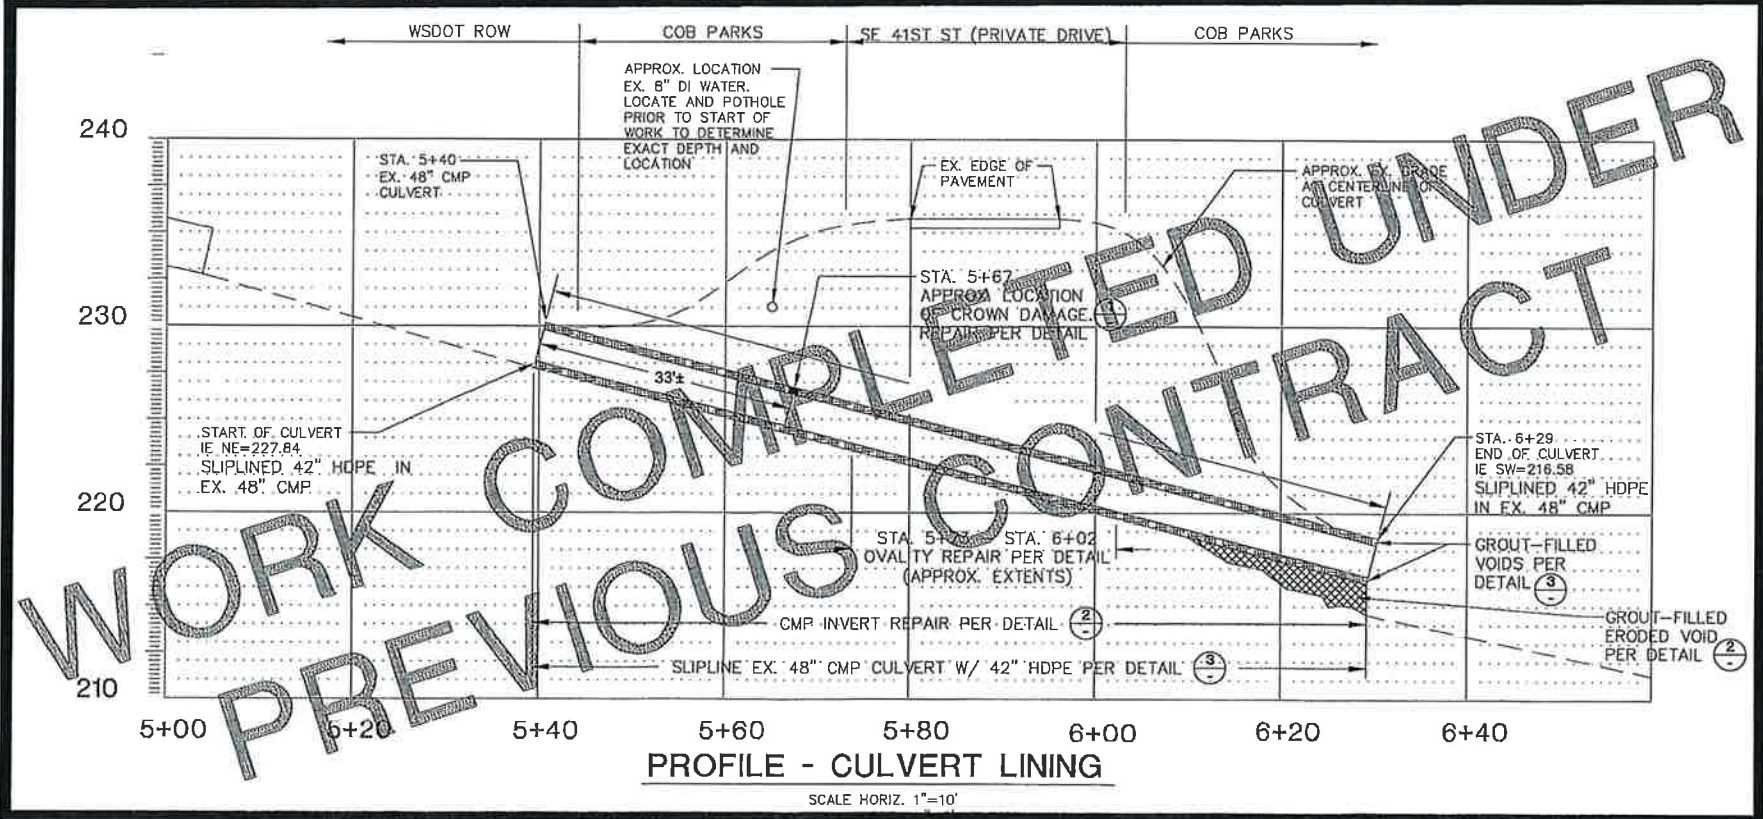 WSDOT ROW
COB PARKS
SE 41ST ST (PRIVATE DRIVE)
COB PARKS
APPROX. LOCATION
EX. 8" DI WATER.
LOCATE AND POTHOLE
PRIOR TO START OF
WORK TO DETERMINE
EXACT DEPTH AND
LOCATION
240
230
220
210
STA. 5+40
EX. 48" CMP
CULVERT
EX. EDGE OF
PAVEMENT
APPROX. EX. GRADE
AT CENTERLINE OF
CULVERT
STA. 5+67
APPROX. LOCATION
OF CROWN DAMAGE.
REPAIR PER DETAIL
1
-
33'±
START OF CULVERT
IE NE=227.84
SLIPLINED 42" HDPE IN
EX. 48" CMP
STA. 6+29
END OF CULVERT
IE SW=216.58
SLIPLINED 42" HDPE
IN EX. 48" CMP
GROUT-FILLED
VOIDS PER
DETAIL 3
-
STA. STA. 6+02
OVALITY REPAIR PER DETAIL
(APPROX. EXTENTS)
GROUT-FILLED
ERODED VOID
PER DETAIL 2
-
CMP INVERT REPAIR PER DETAIL 2
-
SLIPLINE EX. 48" CMP CULVERT W/ 42" HDPE PER DETAIL 3
-
WORK COMPLETED UNDER
PREVIOUS CONTRACT
5+00 5+20 5+40 5+60 5+80 6+00 6+20 6+40
PROFILE - CULVERT LINING
SCALE HORIZ. 1"=10'